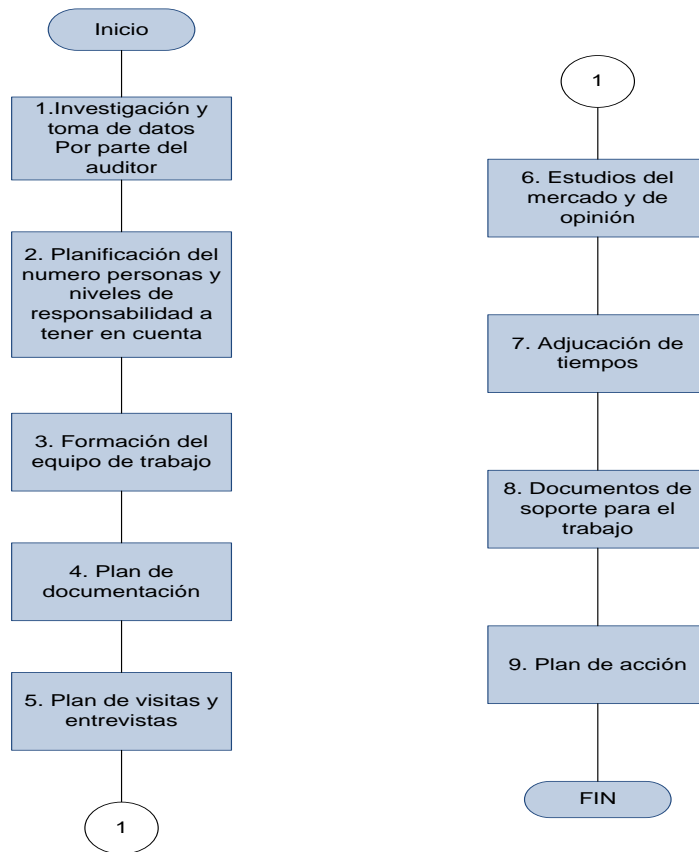 Inicio
1.Investigación y
toma de datos
Por parte del
auditor
2. Planificación del
numero personas y
niveles de
responsabilidad a
tener en cuenta
3. Formación del
equipo de trabajo
4. Plan de
documentación
5. Plan de visitas y
entrevistas
1
1
6. Estudios del
mercado y de
opinión
7. Adjucación de
tiempos
8. Documentos de
soporte para el
trabajo
9. Plan de acción
FIN